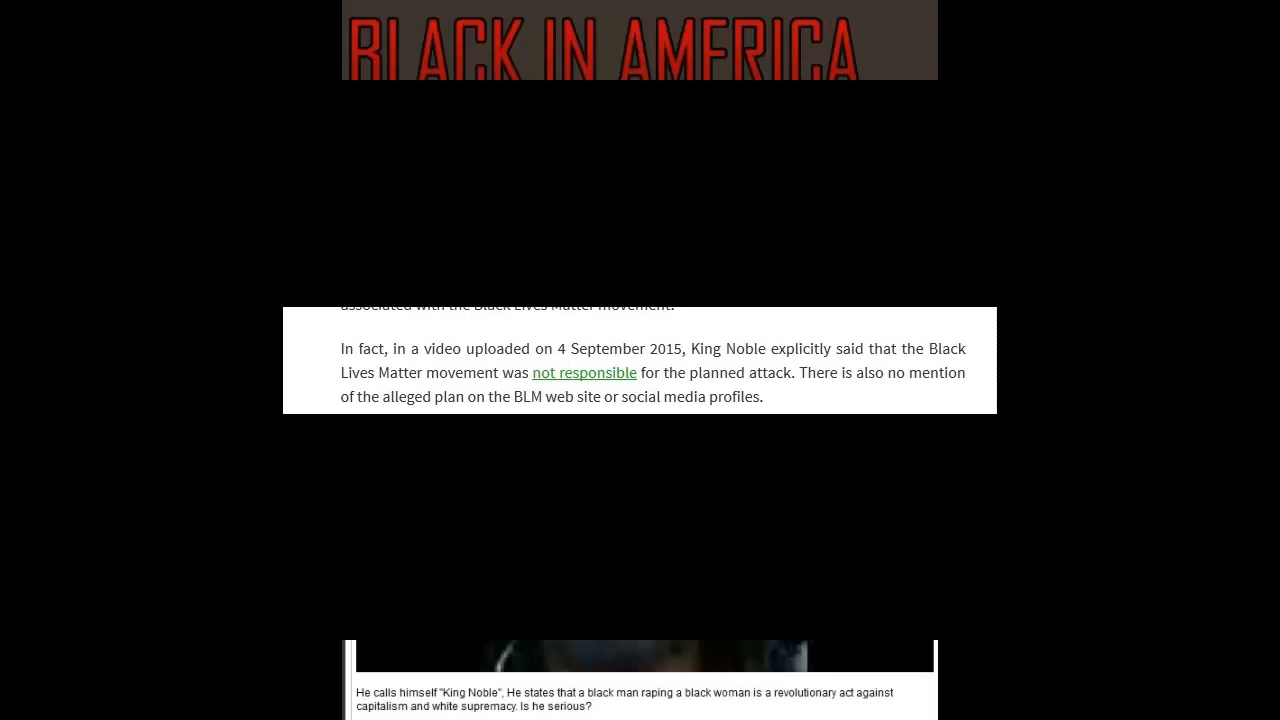 BLACK IN AMERICA
associated with the Black Lives Matter movement.
In fact, in a video uploaded on 4 September 2015, King Noble explicitly said that the Black
Lives Matter movement was not responsible for the planned attack. There is also no mention
of the alleged plan on the BLM web site or social media profiles.
He calls himself "King Noble", He states that a black man raping a black woman is a revolutionary act against
capitalism and white supremacy. Is he serious?